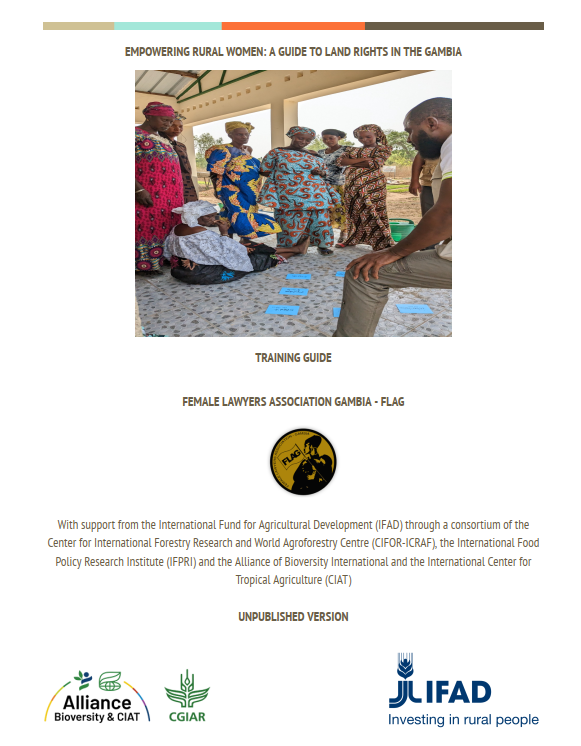 EMPOWERING RURAL WOMEN: A GUIDE TO LAND RIGHTS IN THE GAMBIA
TRAINING GUIDE
FEMALE LAWYERS ASSOCIATION GAMBIA - FLAG
FLAG
With support from the International Fund for Agricultural Development (IFAD) through a consortium of the
Center for International Forestry Research and World Agroforestry Centre (CIFOR-ICRAF), the International Food
Policy Research Institute (IFPRI) and the Alliance of Bioversity International and the International Center for
Tropical Agriculture (CIAT)
UNPUBLISHED VERSION
Alliance
Bioversity & CIAT
CGIAR
JL IFAD
Investing in rural people